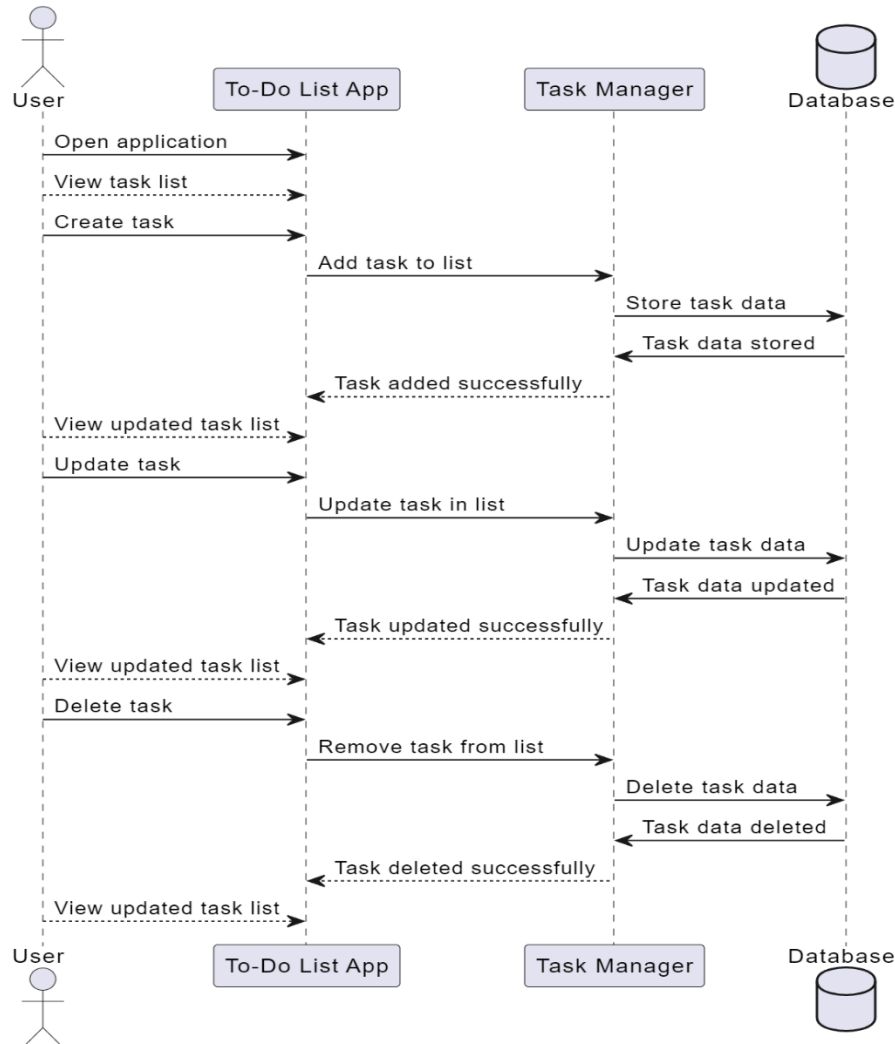 User
To-Do List App
Task Manager
Database
Open application
View task list
Create task
Add task to list
Store task data
Task data stored
Task added successfully
View updated task list
Update task
Update task in list
Update task data
Task data updated
Task updated successfully
View updated task list
Delete task
Remove task from list
Delete task data
Task data deleted
Task deleted successfully
View updated task list
User
To-Do List App
Task Manager
Database